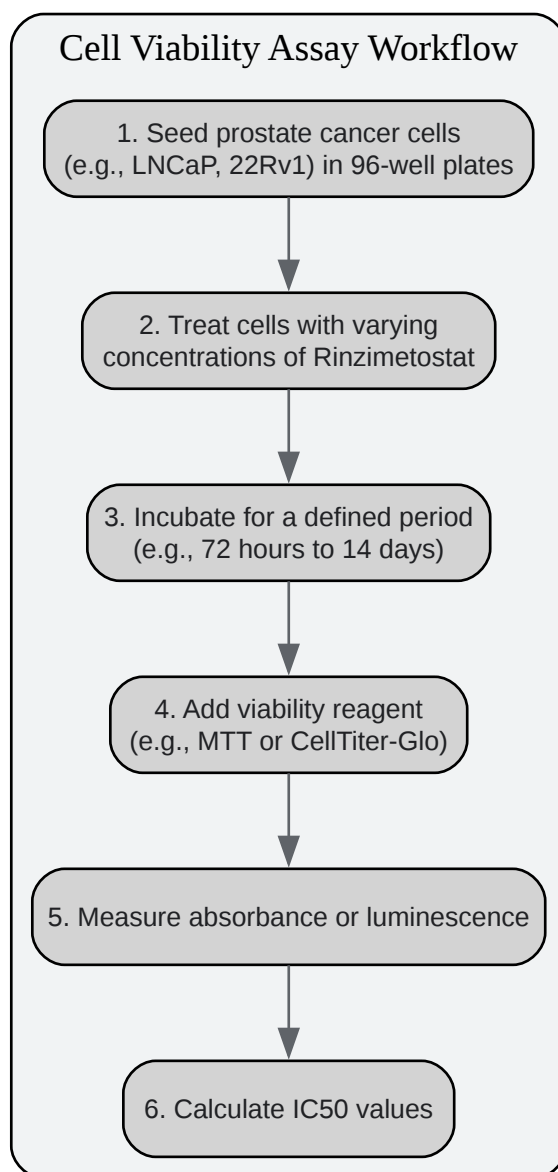 Cell Viability Assay Workflow
1. Seed prostate cancer cells
(e.g., LNCaP, 22Rv1) in 96-well plates
2. Treat cells with varying
concentrations of Rinzimetostat
3. Incubate for a defined period
(e.g., 72 hours to 14 days)
4. Add viability reagent
(e.g., MTT or CellTiter-Glo)
5. Measure absorbance or luminescence
6. Calculate IC50 values